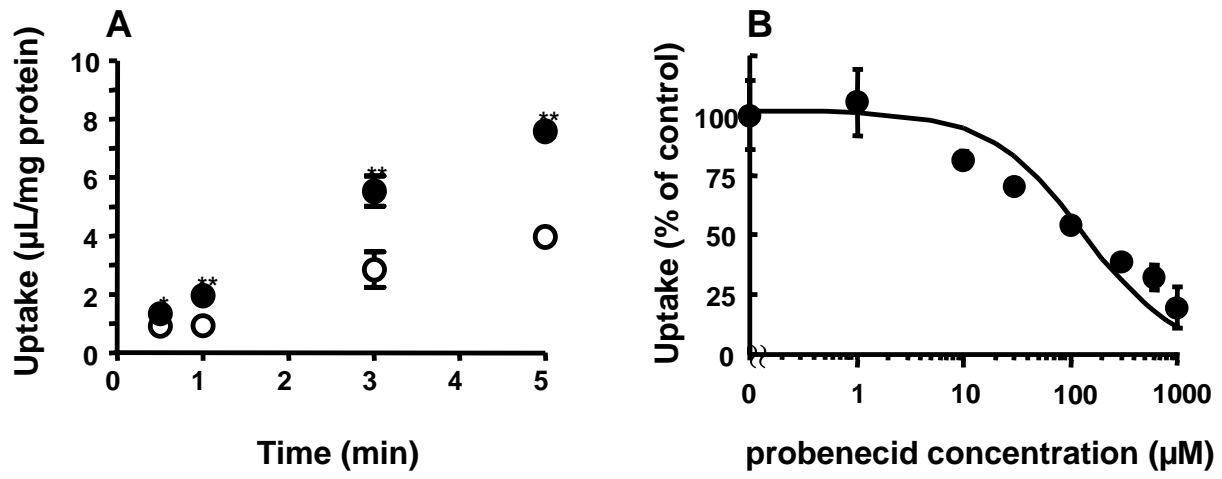 A
Uptake (µL/mg protein)
10
8
6
4
2
0
* ** ** **
0 1 2 3 4 5
Time (min)
B
Uptake (% of control)
100
75
50
25
0
0 1 10 100 1000
probenecid concentration (µM)